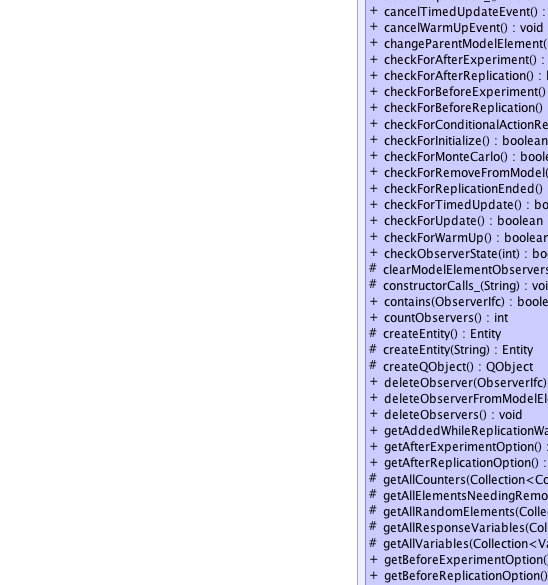 + cancelTimedUpdateEvent() :
+ cancelWarmUpEvent() : void
+ changeParentModelElement(
+ checkForAfterExperiment() :
+ checkForAfterReplication() :
+ checkForBeforeExperiment()
+ checkForBeforeReplication()
+ checkForConditionalActionRe
+ checkForInitialize() : boolean
+ checkForMonteCarlo() : boole
+ checkForRemoveFromModel(
+ checkForReplicationEnded()
+ checkForTimedUpdate() : bo
+ checkForUpdate() : boolean
+ checkForWarmUp() : boolean
+ checkObserverState(int) : bo
# clearModelElementObservers
# constructorCalls_(String) : voi
+ contains(ObserverIfc) : boole
+ countObservers() : int
# createEntity() : Entity
# createEntity(String) : Entity
# createQObject() : QObject
+ deleteObserver(ObserverIfc)
+ deleteObserverFromModelEl
+ deleteObservers() : void
+ getAddedWhileReplicationWa
+ getAfterExperimentOption() :
+ getAfterReplicationOption() :
# getAllCounters(Collection<Co
# getAllElementsNeedingRemo
# getAllRandomElements(Colle
# getAllResponseVariables(Col
# getAllVariables(Collection<Va
+ getBeforeExperimentOption(
+ getBeforeReplicationOption()